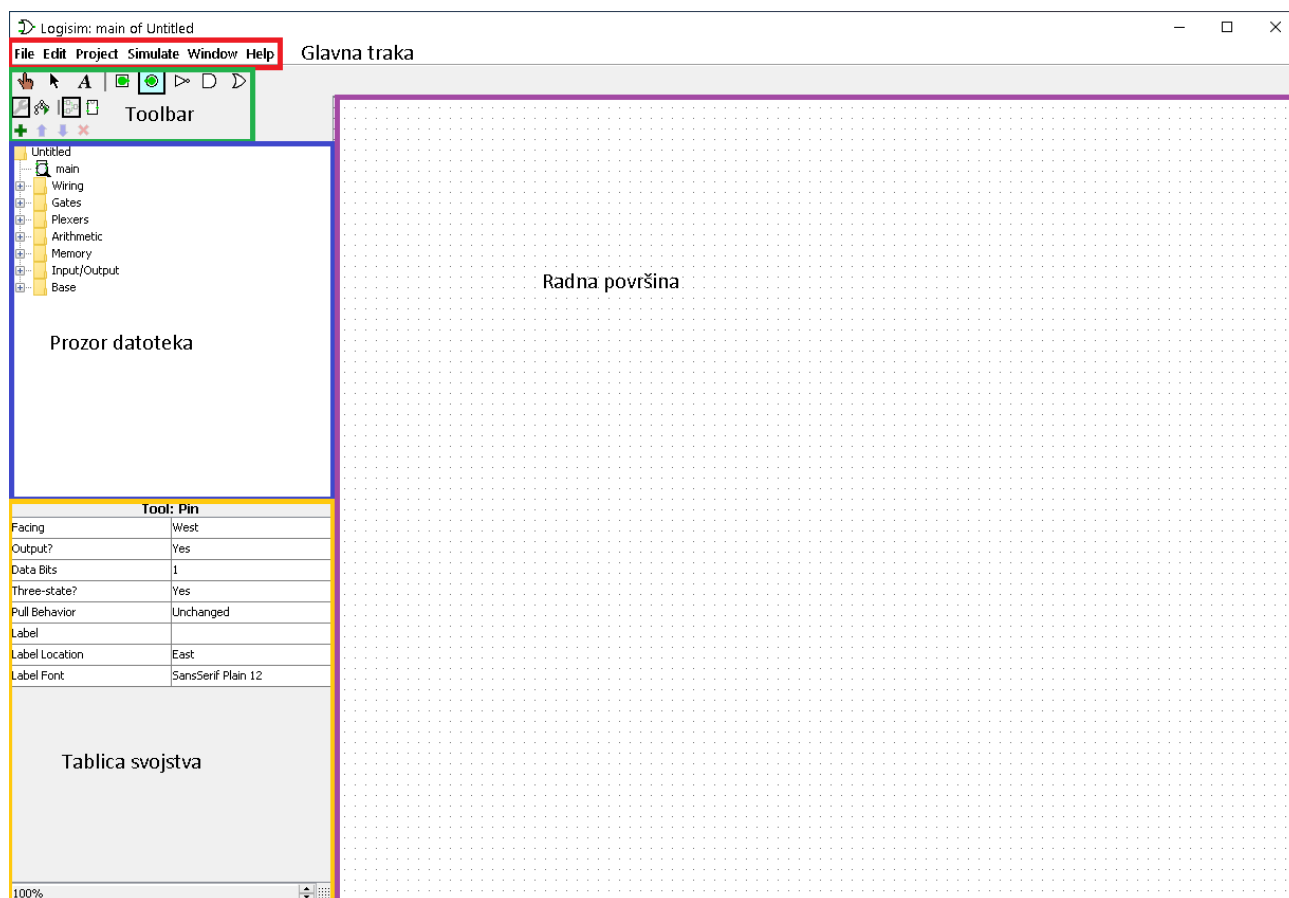 Logisim: main of Untitled
File Edit Project Simulate Window Help
Glavna traka
A
Toolbar
Untitled
main
Wiring
Gates
Plexers
Arithmetic
Memory
Input/Output
Base
Prozor datoteka
Radna površina
Tool: Pin
Facing West
Output? Yes
Data Bits 1
Three-state? Yes
Pull Behavior Unchanged
Label
Label Location East
Label Font SansSerif Plain 12
Tablica svojstva
100%